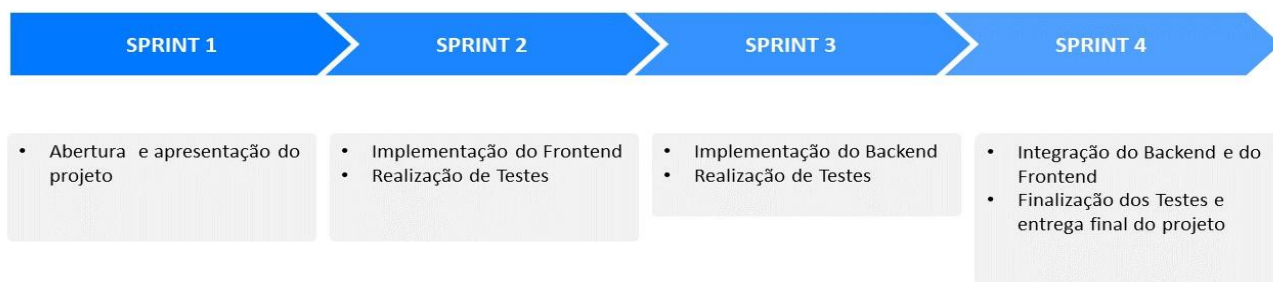 SPRINT 1
SPRINT 2
SPRINT 3
SPRINT 4
• Abertura e apresentação do
projeto
• Implementação do Frontend
• Realização de Testes
• Implementação do Backend
• Realização de Testes
• Integração do Backend e do
Frontend
• Finalização dos Testes e
entrega final do projeto